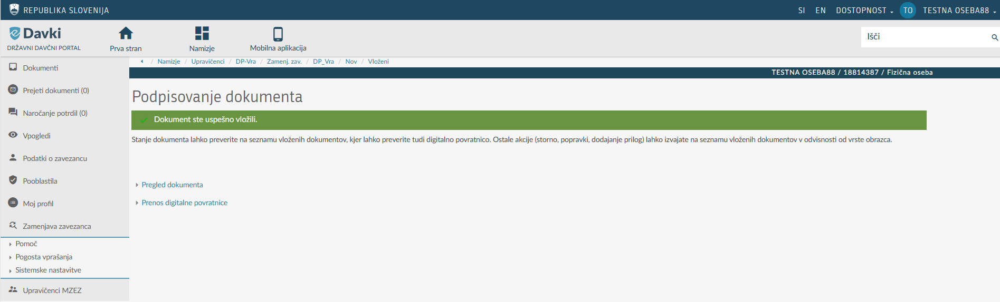 REPUBLIKA SLOVENIJA
SI EN DOSTOPNOST TO TESTNA OSEBA88
e Davki
DRŽAVNI DAVČNI PORTAL
Prva stran
Namizje
Mobilna aplikacija
Išči
Dokumenti
Prejeti dokumenti (0)
Naročanje potrdil (0)
Vpogledi
Podatki o zavezancu
Pooblastila
Moj profil
Zamenjava zavezanca
Pomoč
Pogosta vprašanja
Sistemske nastavitve
Upravičenci MZEZ
/ Namizje / Upravičenci / DP-Vra / Zamenj. zav. / DP_Vra / Nov / Vloženi
TESTNA OSEBA88 / 18814387 / Fizična oseba
Podpisovanje dokumenta
Dokument ste uspešno vložili.
Stanje dokumenta lahko preverite na seznamu vloženih dokumentov, kjer lahko preverite tudi digitalno povratnico. Ostale akcije (storno, popravki, dodajanje prilog) lahko izvajate na seznamu vloženih dokumentov v odvisnosti od vrste obrazca.
Pregled dokumenta
Prenos digitalne povratnice